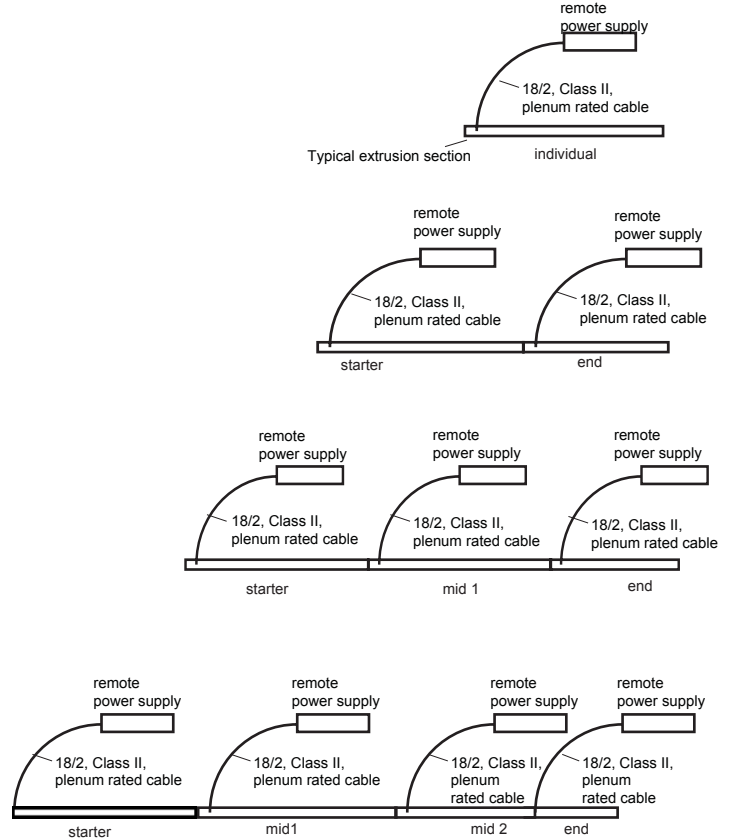 remote
power supply
18/2, Class II,
plenum rated cable
Typical extrusion section
individual
remote
power supply
remote
power supply
18/2, Class II,
plenum rated cable
18/2, Class II,
plenum rated cable
starter
end
remote
power supply
remote
power supply
remote
power supply
18/2, Class II,
plenum rated cable
18/2, Class II,
plenum rated cable
18/2, Class II,
plenum rated cable
starter
mid 1
end
remote
power supply
remote
power supply
remote
power supply
remote
power supply
18/2, Class II,
plenum rated cable
18/2, Class II,
plenum rated cable
18/2, Class II,
plenum
rated cable
18/2, Class II,
plenum
rated cable
starter
mid1
mid 2
end